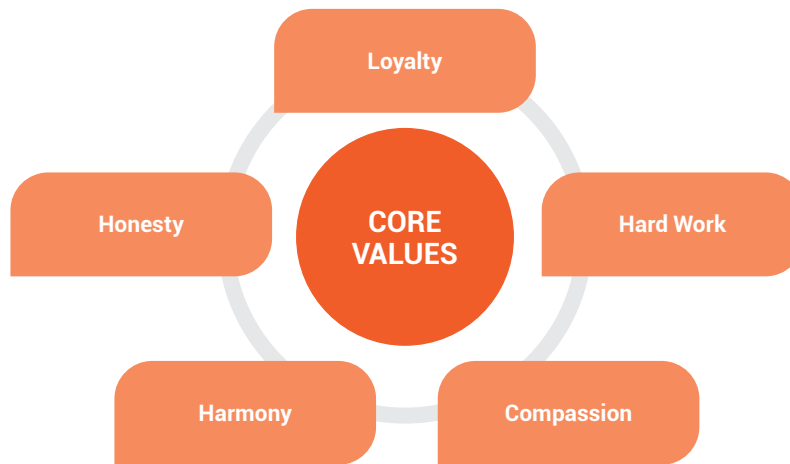 Loyalty
Honesty
CORE
VALUES
Hard Work
Harmony
Compassion